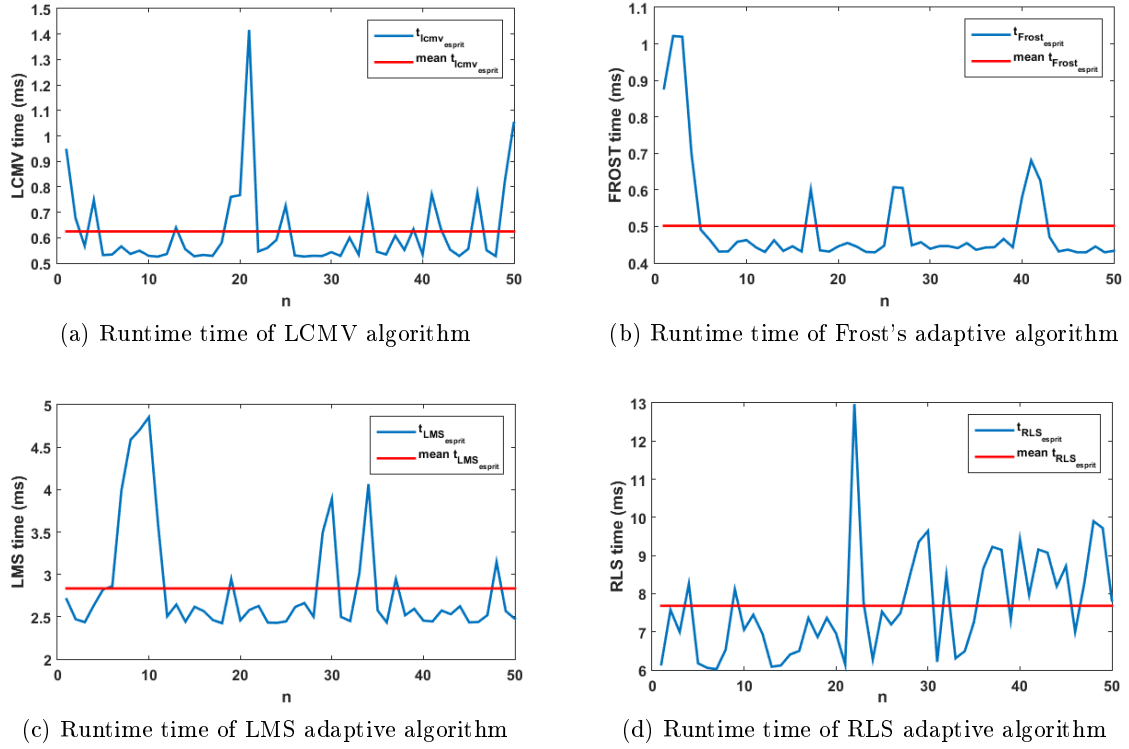 1.5
1.4
1.3
1.2
1.1
1
0.9
0.8
0.7
0.6
0.5
LCMV time (ms)
t_lcmv_esprit
mean t_lcmv_esprit
0 10 20 30 40 50
n
(a) Runtime time of LCMV algorithm
1.1
1
0.9
0.8
0.7
0.6
0.5
0.4
FROST time (ms)
t_Frost_esprit
mean t_Frost_esprit
0 10 20 30 40 50
n
(b) Runtime time of Frost's adaptive algorithm
5
4.5
4
3.5
3
2.5
2
LMS time (ms)
t_LMS_esprit
mean t_LMS_esprit
0 10 20 30 40 50
n
(c) Runtime time of LMS adaptive algorithm
13
12
11
10
9
8
7
6
RLS time (ms)
t_RLS_esprit
mean t_RLS_esprit
0 10 20 30 40 50
n
(d) Runtime time of RLS adaptive algorithm